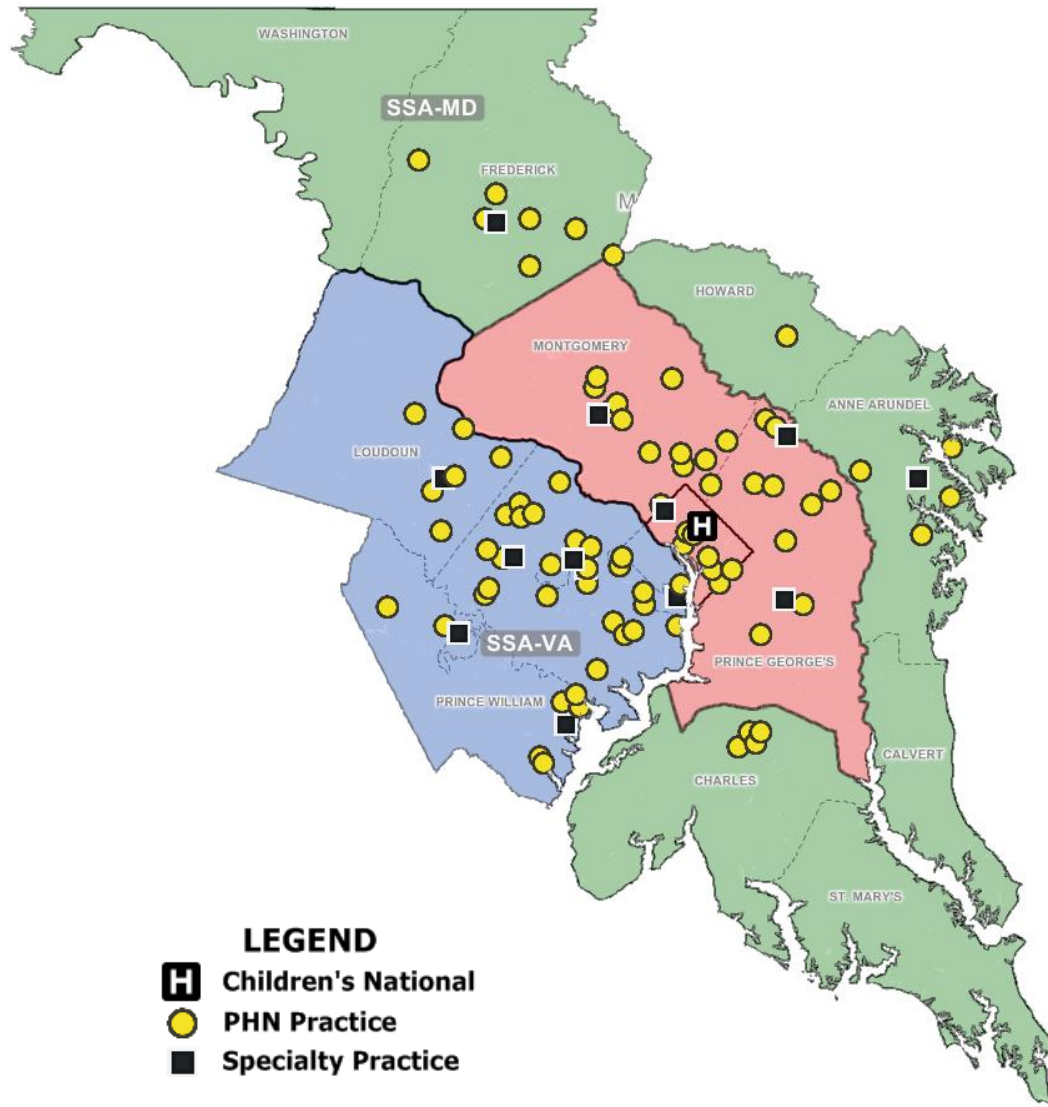 WASHINGTON
SSA-MD
FREDERICK
M
HOWARD
MONTGOMERY
ANNE ARUNDEL
LOUDOUN
H
SSA-VA
PRINCE GEORGE'S
PRINCE WILLIAM
CALVERT
CHARLES
ST. MARY'S
LEGEND
H Children's National
PHN Practice
Specialty Practice